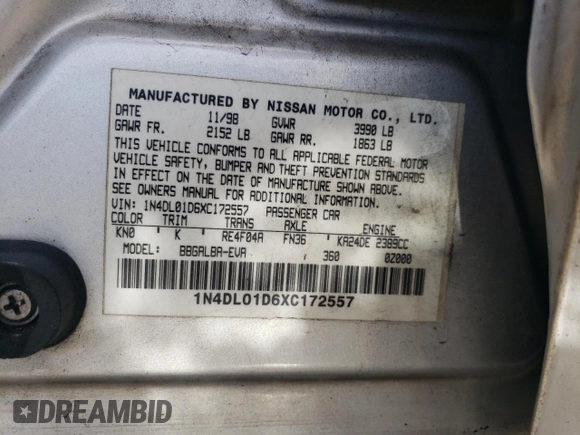 MANUFACTURED BY NISSAN MOTOR CO., LTD.
DATE 11/98 GVWR 3990 LB
GAWR FR. 2152 LB GAWR RR. 1863 LB
THIS VEHICLE CONFORMS TO ALL APPLICABLE FEDERAL MOTOR
VEHICLE SAFETY, BUMPER AND THEFT PREVENTION STANDARDS
IN EFFECT ON THE DATE OF MANUFACTURE SHOWN ABOVE.
SEE OWNERS MANUAL FOR ADDITIONAL INFORMATION.
VIN: 1N4DL01D6XC172557 PASSENGER CAR
COLOR TRIM TRANS AXLE ENGINE
KN0 K RE4F04A FN36 KA24DE 2389CC
BBGALBA-EVA 360 02000
1N4DL01D6XC172557
DREAMBID